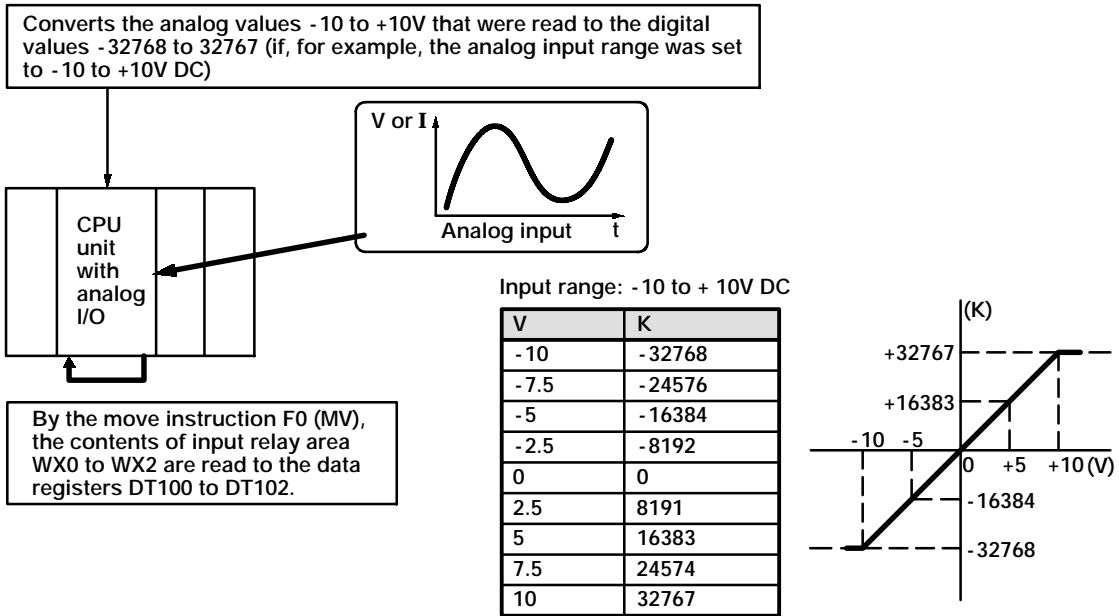 Converts the analog values -10 to +10V that were read to the digital
values -32768 to 32767 (if, for example, the analog input range was set
to -10 to +10V DC)
V or I
Analog input t
CPU
unit
with
analog
I/O
By the move instruction F0 (MV),
the contents of input relay area
WX0 to WX2 are read to the data
registers DT100 to DT102.
Input range: -10 to + 10V DC
V K
-10 -32768
-7.5 -24576
-5 -16384
-2.5 -8192
0 0
2.5 8191
5 16383
7.5 24574
10 32767
(K)
+32767
+16383
-10 -5
0 +5 +10 (V)
-16384
-32768